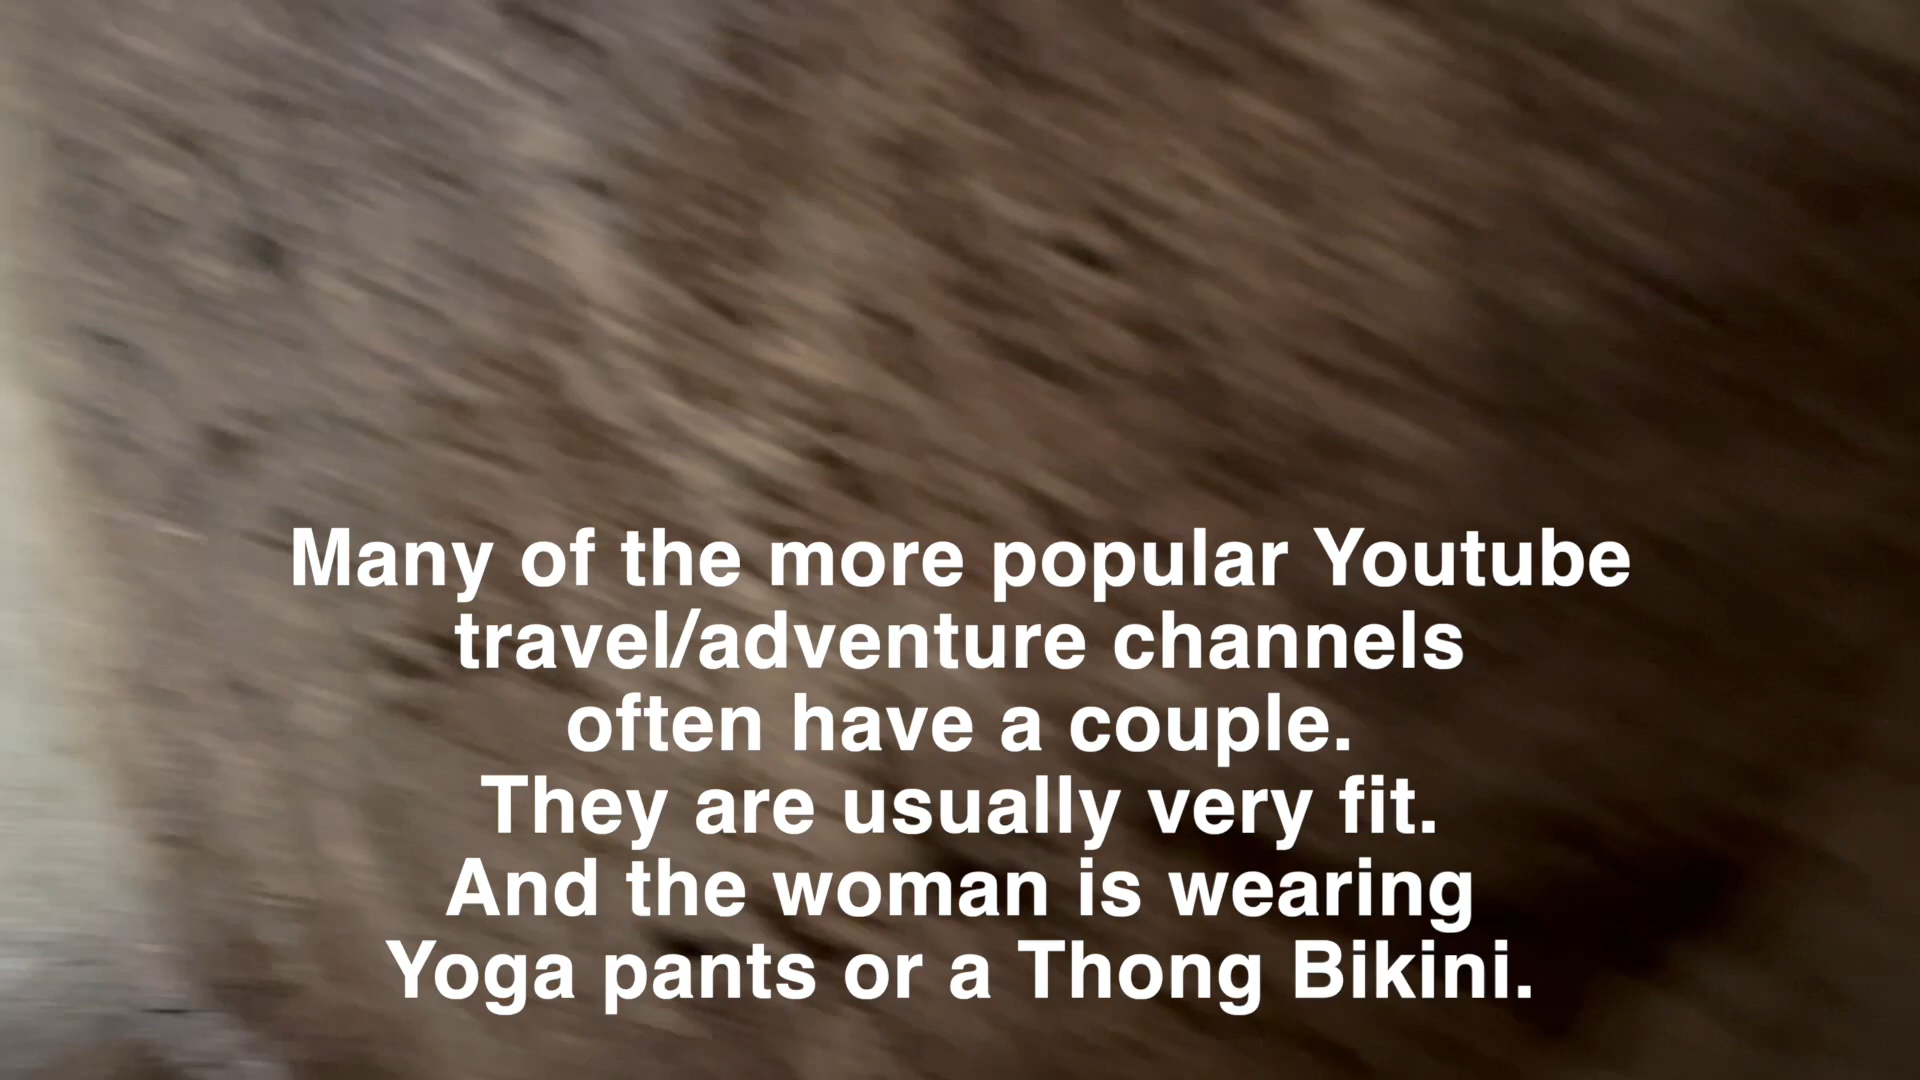 Many of the more popular Youtube
travel/adventure channels
often have a couple.
They are usually very fit.
And the woman is wearing
Yoga pants or a Thong Bikini.